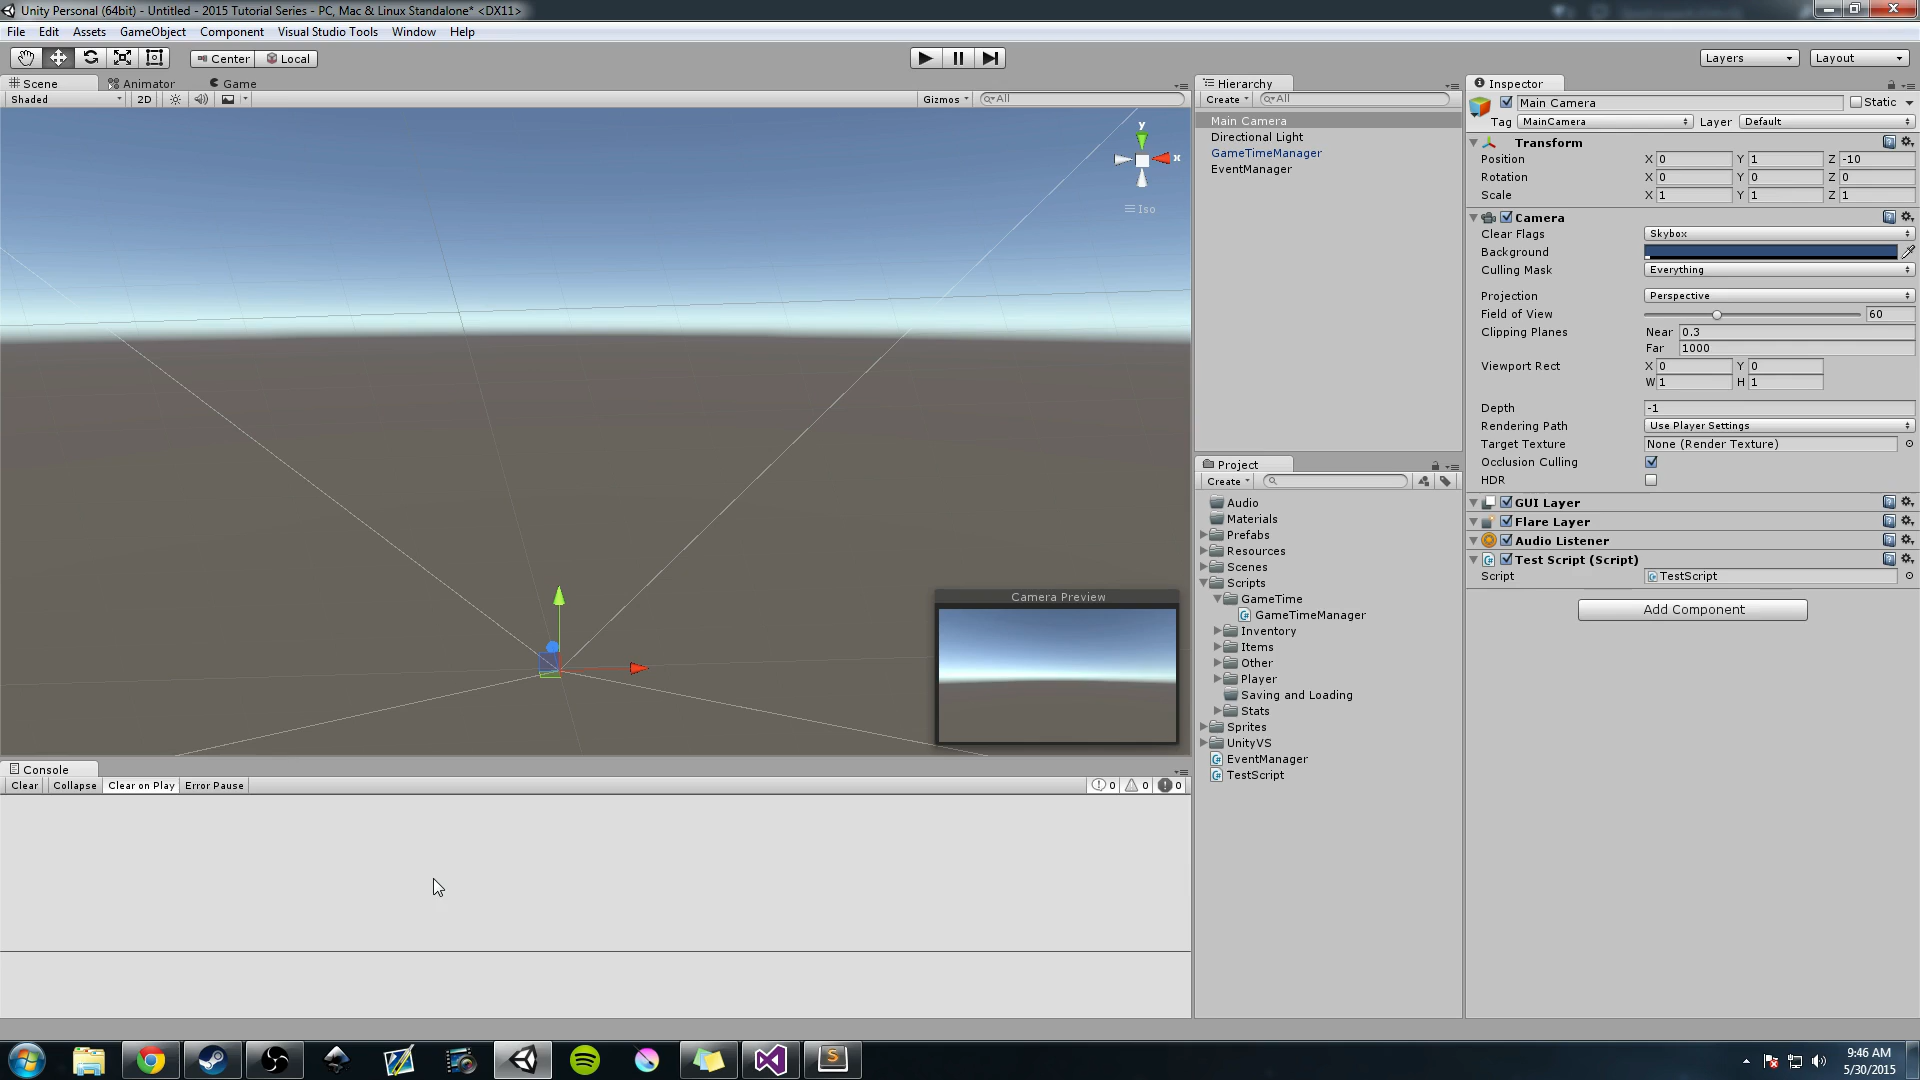 Unity Personal (64bit) - Untitled - 2015 Tutorial Series - PC, Mac & Linux Standalone* <DX11>
File Edit Assets GameObject Component Visual Studio Tools Window Help
Center Local
Layers Layout
Scene Animator Game
Shaded 2D Gizmos All
y
x
Iso
Camera Preview
Console
Clear Collapse Clear on Play Error Pause 0 0 0
Hierarchy
Create All
Main Camera
Directional Light
GameTimeManager
EventManager
Project
Create
Audio
Materials
Prefabs
Resources
Scenes
Scripts
GameTime
GameTimeManager
Inventory
Items
Other
Player
Saving and Loading
Stats
Sprites
UnityVS
EventManager
TestScript
Inspector
Main Camera Static
Tag MainCamera Layer Default
Transform
Position X 0 Y 1 Z -10
Rotation X 0 Y 0 Z 0
Scale X 1 Y 1 Z 1
Camera
Clear Flags Skybox
Background
Culling Mask Everything
Projection Perspective
Field of View 60
Clipping Planes Near 0.3
Far 1000
Viewport Rect X 0 Y 0
W 1 H 1
Depth -1
Rendering Path Use Player Settings
Target Texture None (Render Texture)
Occlusion Culling
HDR
GUI Layer
Flare Layer
Audio Listener
Test Script (Script)
Script TestScript
Add Component
9:46 AM
5/30/2015